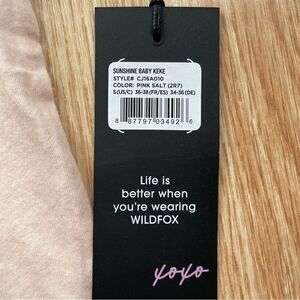 SUNSHINE BABY KEKE
STYLE# CJ16A010
COLOR: PINK SALT (2R7)
S(US/C) 36-38(FR/ES) 34-36(DE)
8 87797 03492 6
Life is
better when
you're wearing
WILDFOX
xoxo